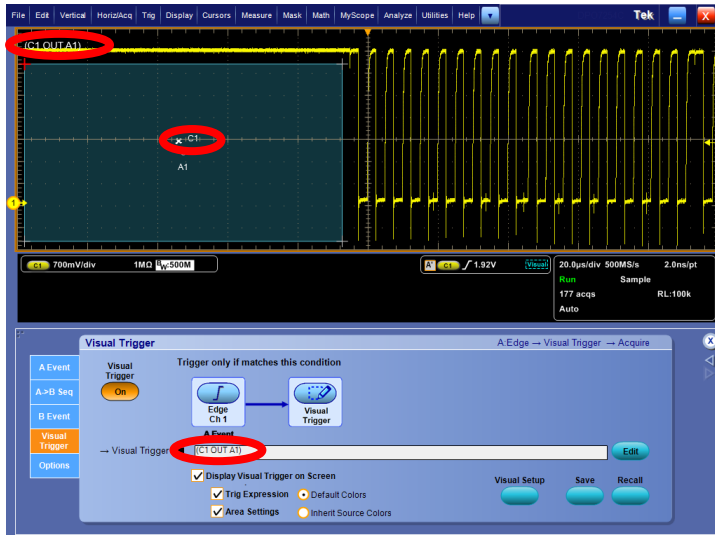 File Edit Vertical Horiz/Acq Trig Display Cursors Measure Mask Math MyScope Analyze Utilities Help Tek X
(C1 OUT A1)
C1
A1
1
C1 700mV/div 1MΩ BW:500M
A' C1 1.92V Visual
20.0µs/div 500MS/s 2.0ns/pt
Run Sample
177 acqs RL:100k
Auto
Visual Trigger A:Edge → Visual Trigger → Acquire X
A Event
A->B Seq
B Event
Visual Trigger
Options
Visual Trigger
On
Trigger only if matches this condition
Edge
Ch 1
Visual
Trigger
A Event
→ Visual Trigger (C1 OUT A1) Edit
Display Visual Trigger on Screen
Trig Expression Default Colors
Area Settings Inherit Source Colors
Visual Setup Save Recall